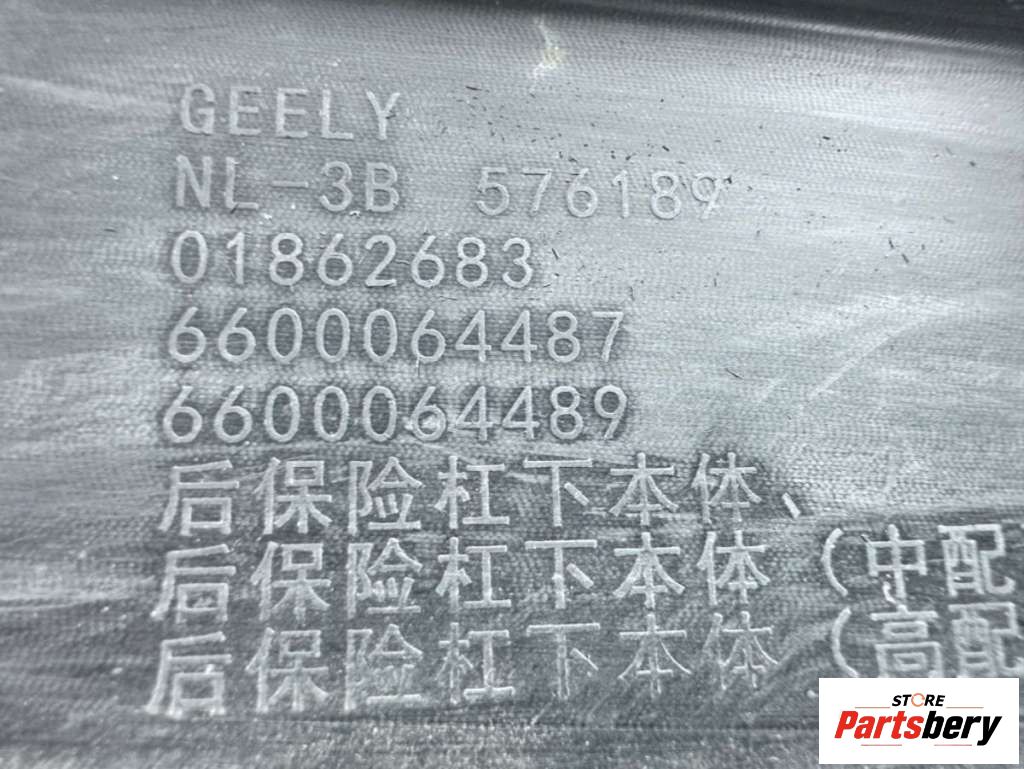 GEELY
NL-3B 576189
01862683
6600064487
6600064489
后保险杠下本体、
后保险杠下本体 (中配
后保险杠下本体 (高配
STORE
Partsbery